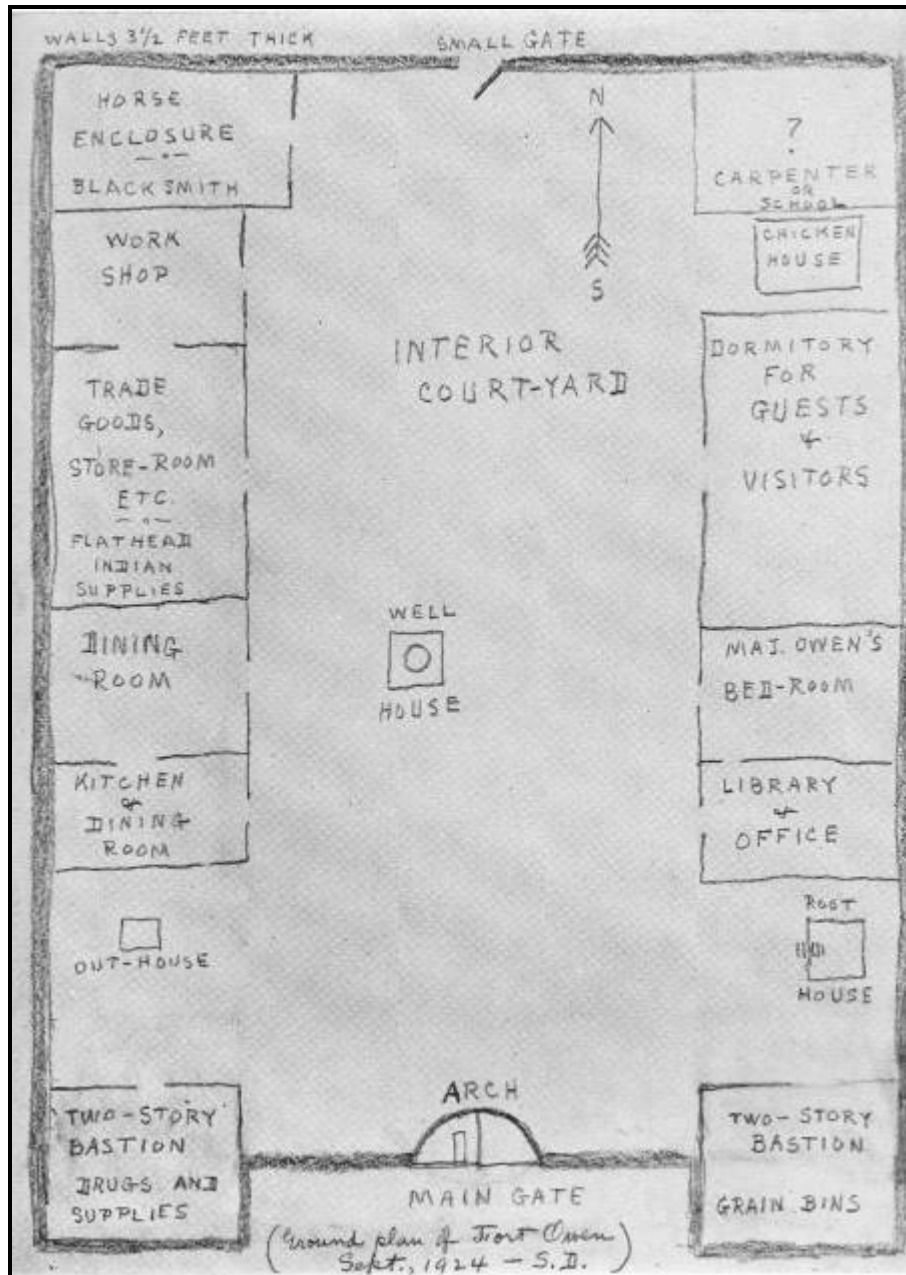 WALLS 3½ FEET THICK
SMALL GATE
HORSE
ENCLOSURE
BLACKSMITH
WORK
SHOP
TRADE
GOODS,
STORE-ROOM
ETC.
FLATHEAD
INDIAN
SUPPLIES
DINING
ROOM
KITCHEN
&
DINING
ROOM
OUT-HOUSE
TWO-STORY
BASTION
DRUGS AND
SUPPLIES
N
S
INTERIOR
COURT-YARD
WELL
HOUSE
ARCH
MAIN GATE
(Ground plan of Fort Owen
Sept., 1924 — S.D.)
?
CARPENTER
OR
SCHOOL
CHICKEN
HOUSE
DORMITORY
FOR
GUESTS
&
VISITORS
MAJ. OWEN'S
BED-ROOM
LIBRARY
&
OFFICE
ROOT
HOUSE
TWO-STORY
BASTION
GRAIN BINS